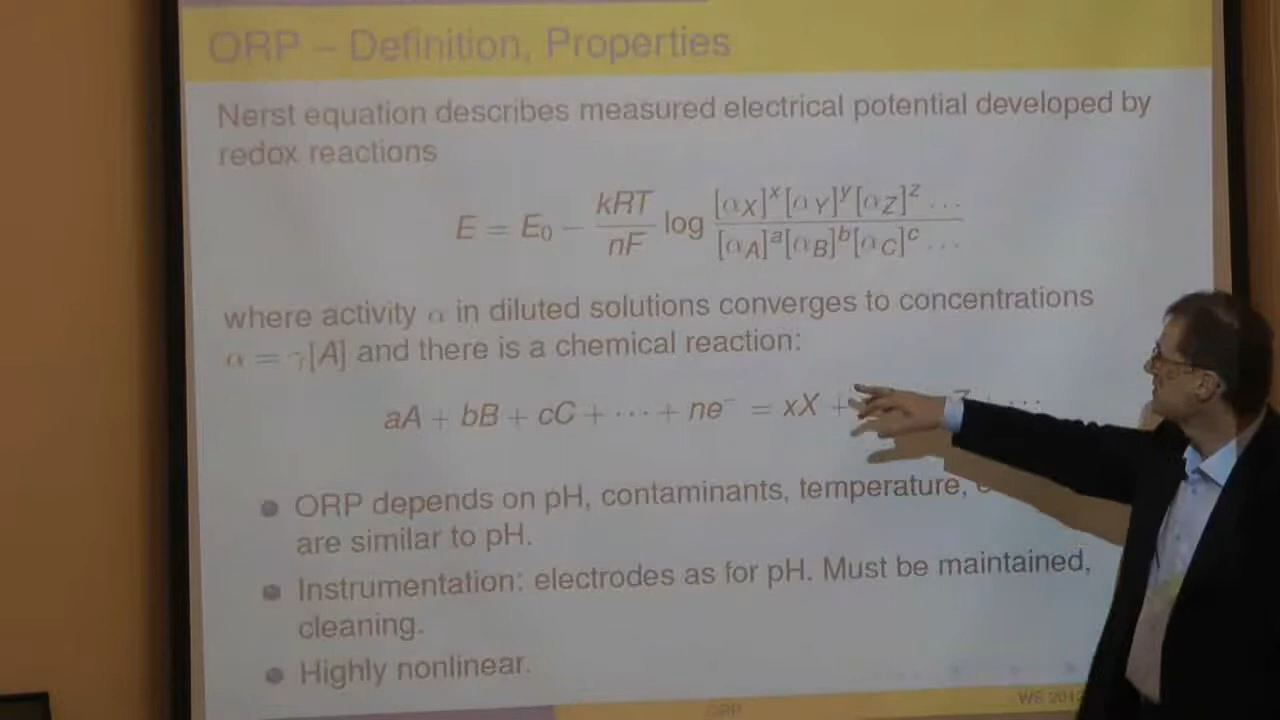 ORP – Definition, Properties
Nerst equation describes measured electrical potential developed by
redox reactions
E = E₀ − kRT/nF log [αX]ˣ[αY]ʸ[αZ]ᶻ … / [αA]ᵃ[αB]ᵇ[αC]ᶜ …
where activity α in diluted solutions converges to concentrations
α = γ[A] and there is a chemical reaction:
aA + bB + cC + ⋯ + ne⁻ = xX +
ORP depends on pH, contaminants, temperature,
are similar to pH.
Instrumentation: electrodes as for pH. Must be maintained,
cleaning.
Highly nonlinear.
ORP